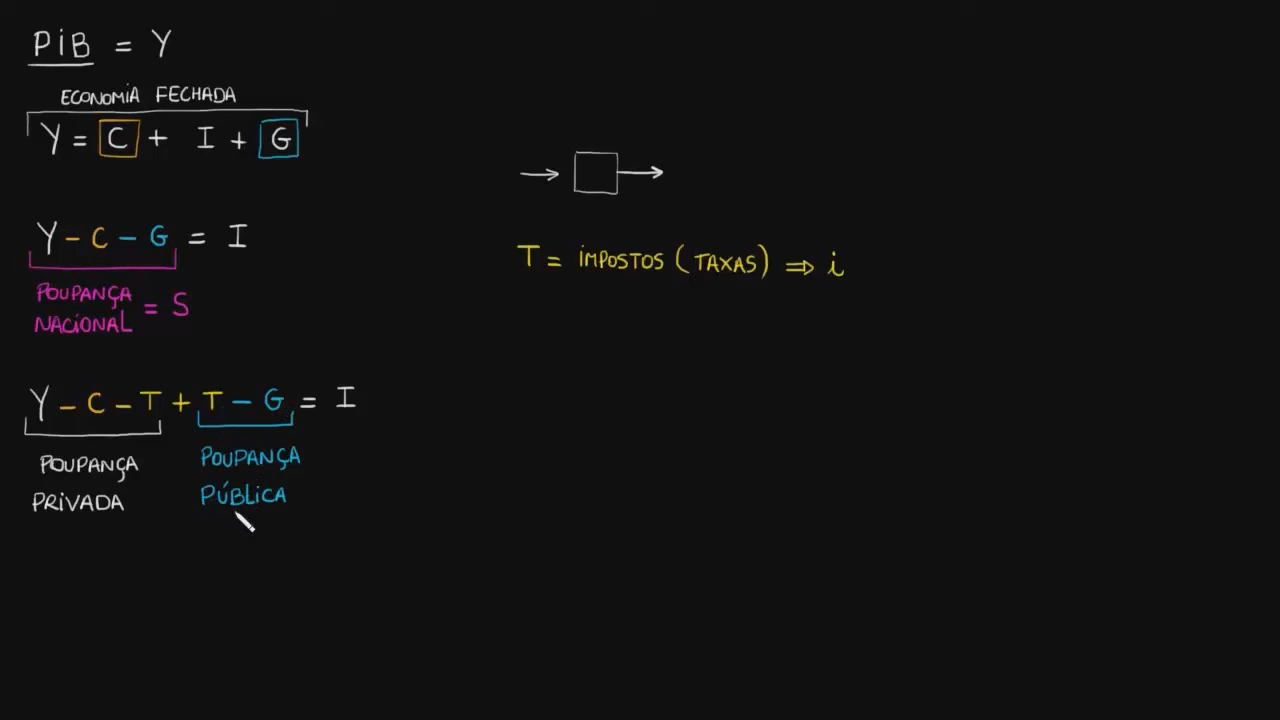 PiB = Y
ECONOMiA FECHADA
Y = C + I + G
Y - C - G = I
POUPANÇA
NACiONAL = S
T = iMPOSTOS (TAXAS) ⇒ i
Y - C - T + T - G = I
POUPANÇA
PRiVADA
POUPANÇA
PÚBLiCA